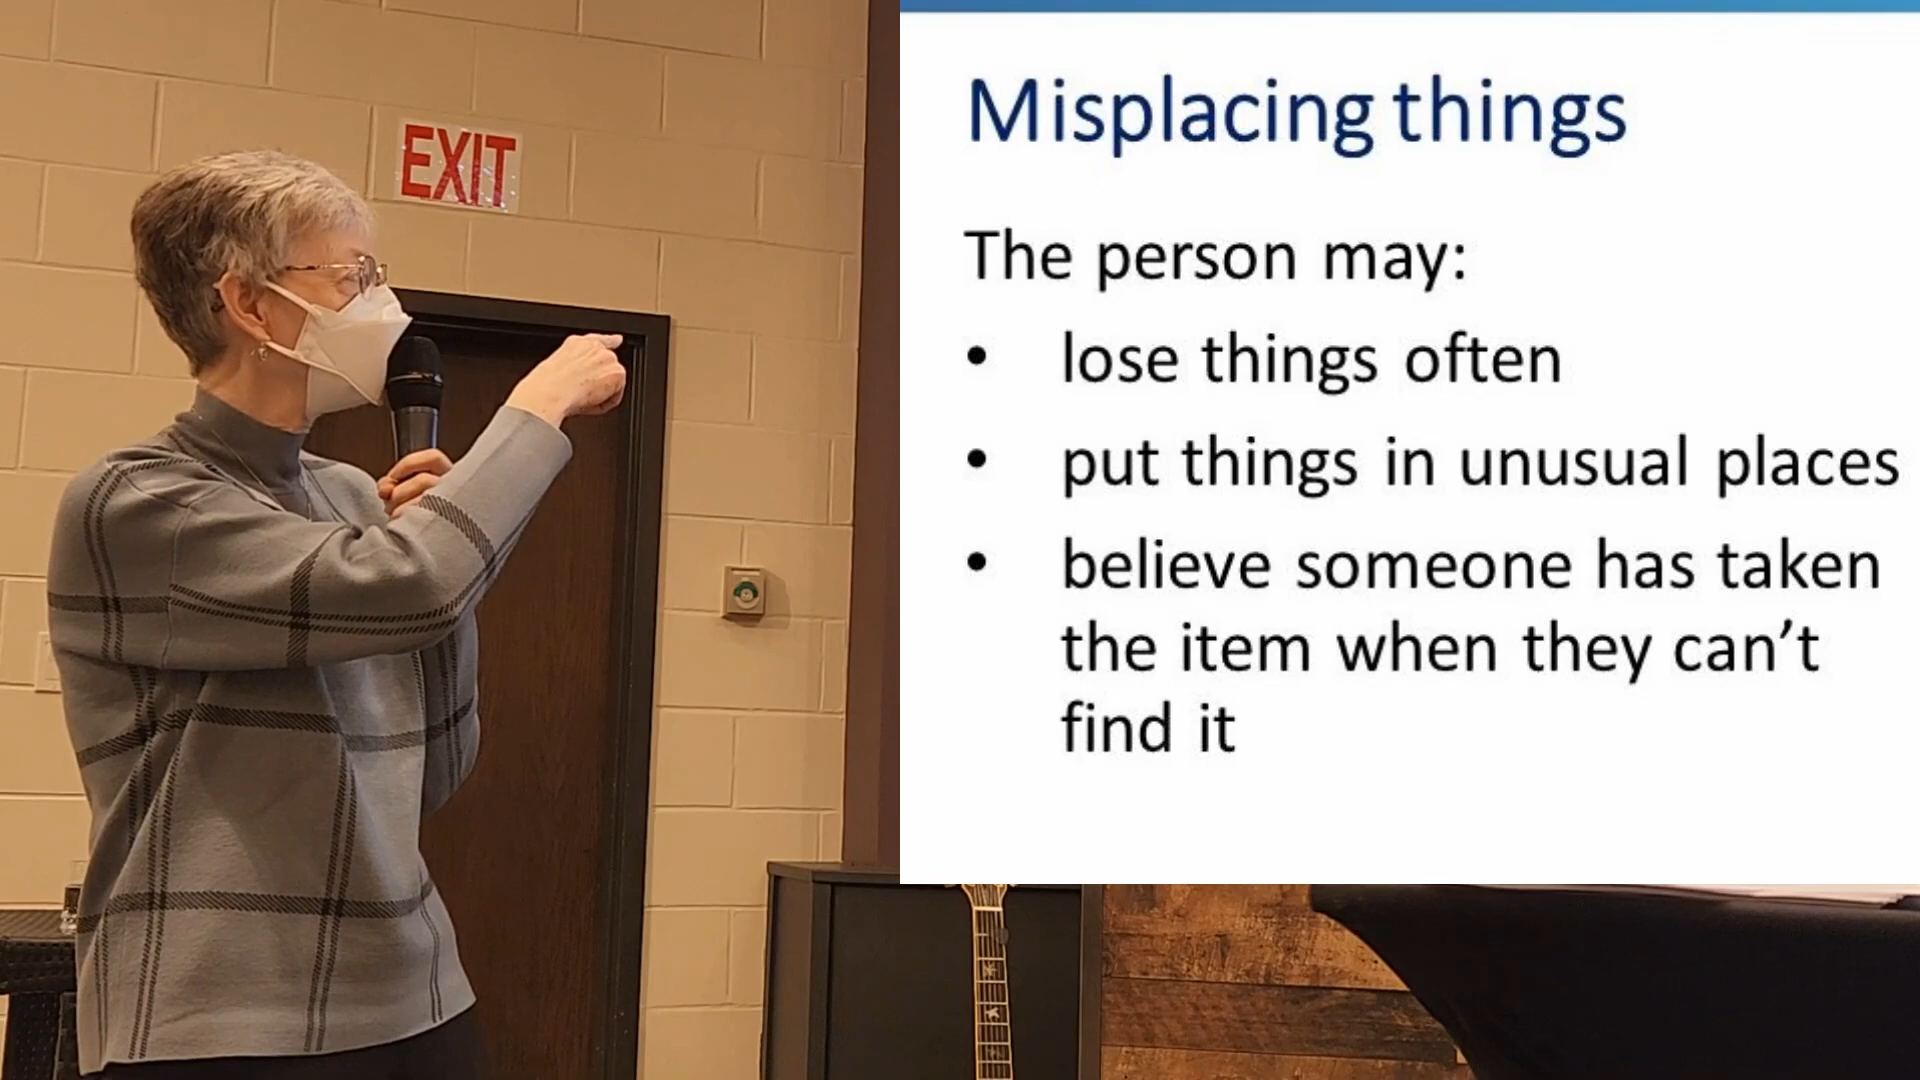 EXIT
Misplacing things
The person may:
• lose things often
• put things in unusual places
• believe someone has taken
the item when they can't
find it